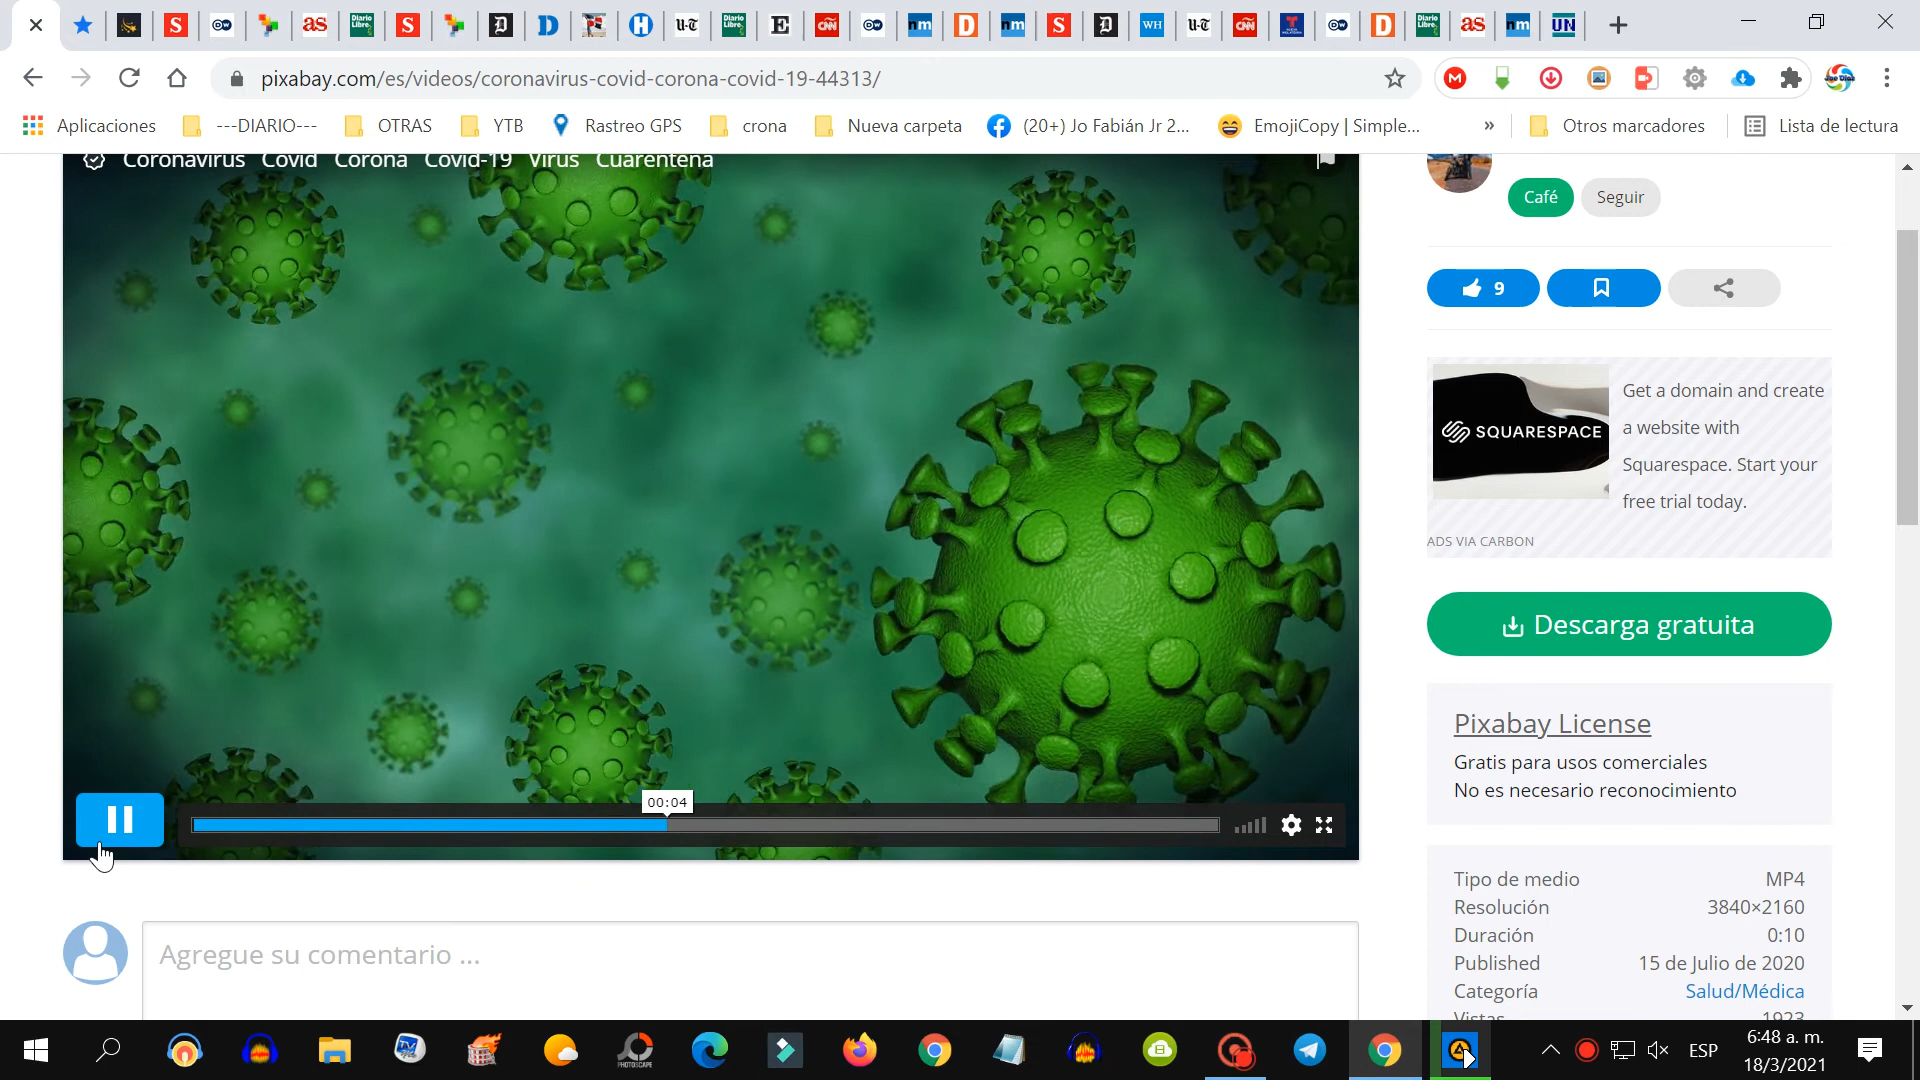 pixabay.com/es/videos/coronavirus-covid-corona-covid-19-44313/
Aplicaciones ---DIARIO--- OTRAS YTB Rastreo GPS crona Nueva carpeta (20+) Jo Fabián Jr 2... EmojiCopy | Simple... » Otros marcadores Lista de lectura
Coronavirus Covid Corona Covid-19 Virus Cuarentena
Café Seguir
9
SQUARESPACE
Get a domain and create
a website with
Squarespace. Start your
free trial today.
ADS VIA CARBON
Descarga gratuita
Pixabay License
Gratis para usos comerciales
No es necesario reconocimiento
00:04
Tipo de medio MP4
Resolución 3840×2160
Duración 0:10
Published 15 de Julio de 2020
Categoría Salud/Médica
Vistas 1923
Agregue su comentario ...
ESP
6:48 a. m.
18/3/2021